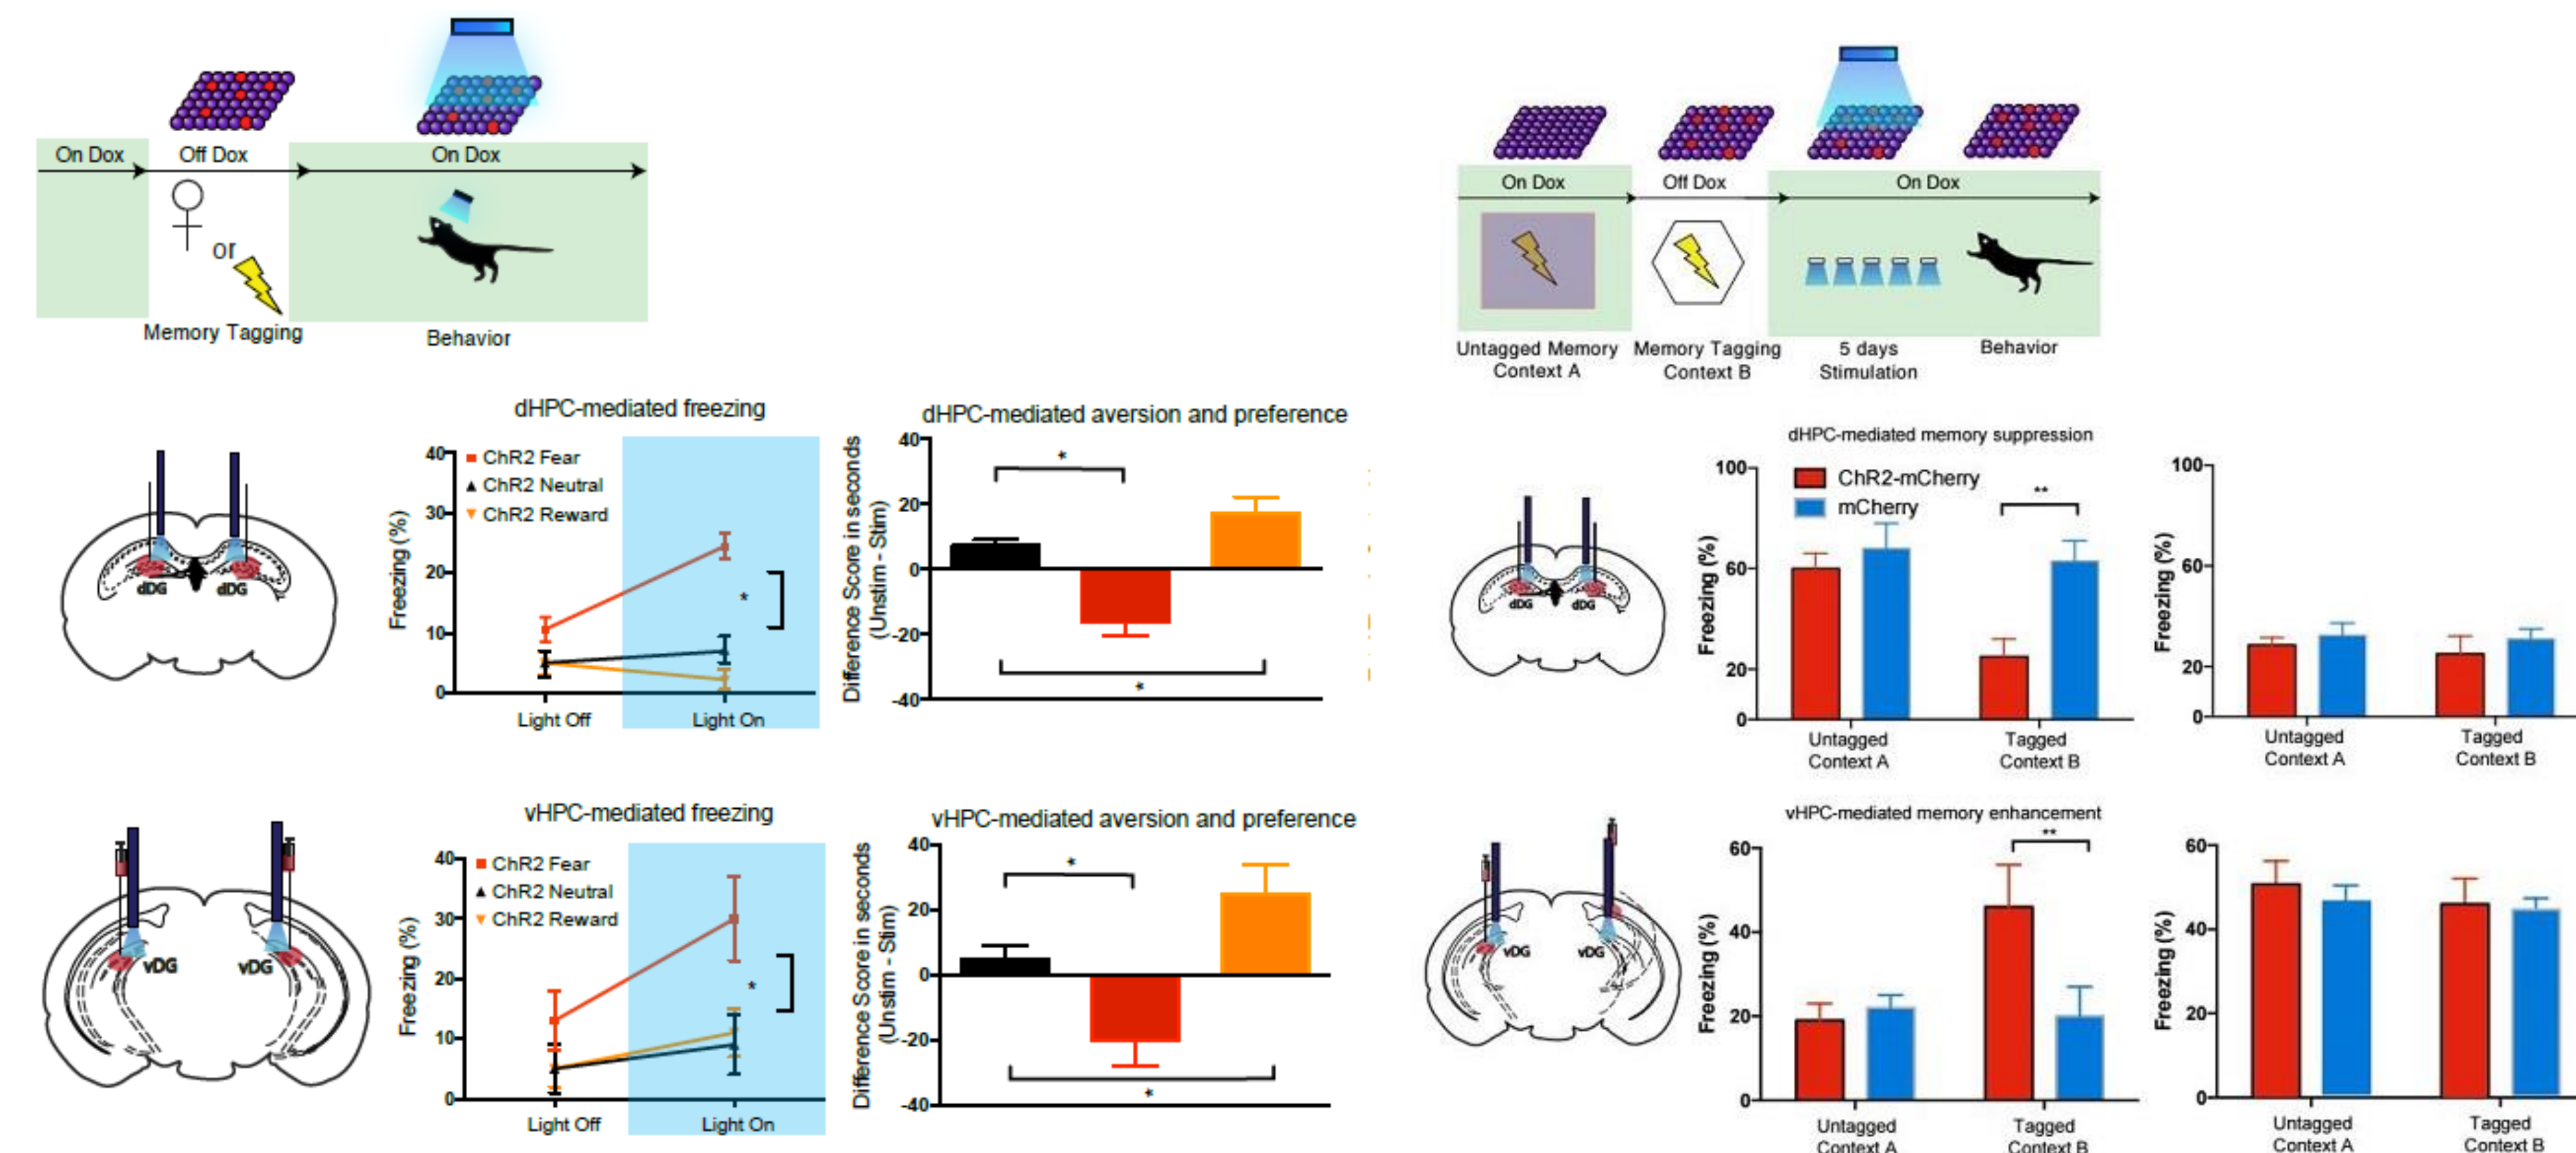 On Dox
Off Dox
On Dox
or
Memory Tagging
Behavior
On Dox
Off Dox
On Dox
Untagged Memory
Context A
Memory Tagging
Context B
5 days
Stimulation
Behavior
dHPC-mediated freezing
Freezing (%)
40
30
20
10
0
ChR2 Fear
ChR2 Neutral
ChR2 Reward
*
Light Off
Light On
dDG
dDG
dHPC-mediated aversion and preference
Difference Score in seconds
(Unstim - Stim)
40
20
0
-20
-40
*
*
dDG
dDG
dHPC-mediated memory suppression
Freezing (%)
100
60
20
0
ChR2-mCherry
mCherry
**
Untagged
Context A
Tagged
Context B
Freezing (%)
100
60
20
0
Untagged
Context A
Tagged
Context B
vHPC-mediated freezing
Freezing (%)
40
30
20
10
0
ChR2 Fear
ChR2 Neutral
ChR2 Reward
*
Light Off
Light On
vDG
vDG
vHPC-mediated aversion and preference
Difference Score in seconds
(Unstim - Stim)
40
20
0
-20
-40
*
*
vDG
vDG
vHPC-mediated memory enhancement
Freezing (%)
60
40
20
0
**
Untagged
Context A
Tagged
Context B
Freezing (%)
60
40
20
0
Untagged
Context A
Tagged
Context B